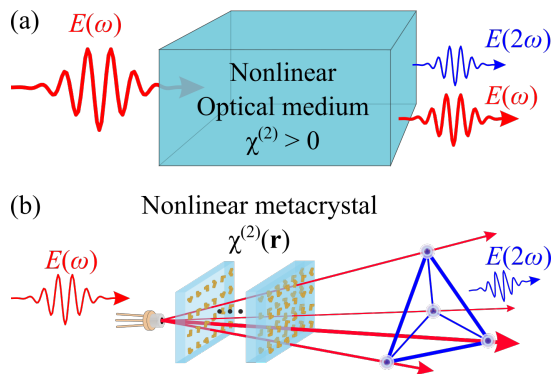 (a)
E(ω)
Nonlinear
Optical medium
χ⁽²⁾ > 0
E(2ω)
E(ω)
(b)
Nonlinear metacrystal
χ⁽²⁾(r)
E(ω)
E(2ω)